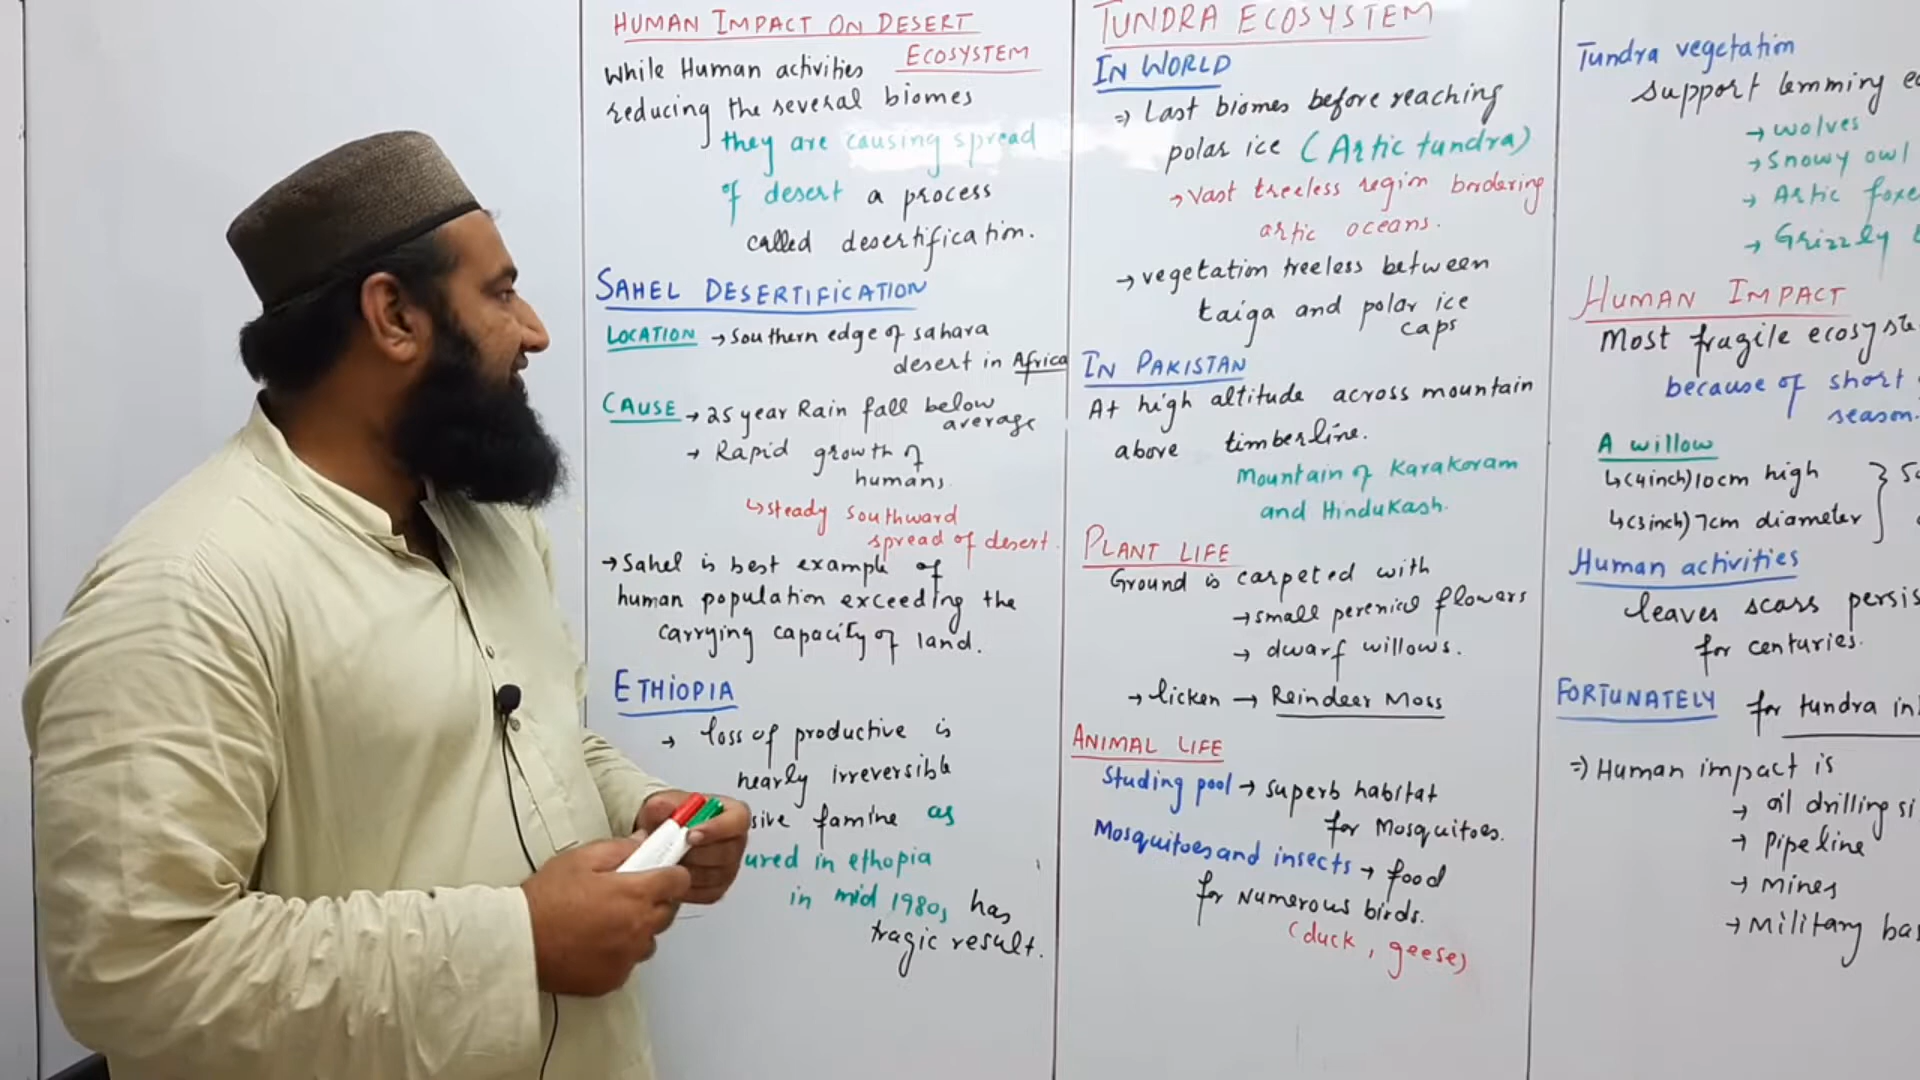 HUMAN IMPACT ON DESERT
ECOSYSTEM
While Human activities
reducing the several biomes
they are causing spread
of desert a process
called desertification.
SAHEL DESERTIFICATION
LOCATION → Southern edge of sahara
desert in Africa
CAUSE → 25 year Rain fall below
average
→ Rapid growth of
humans.
↳ steady southward
spread of desert.
→ Sahel is best example of
human population exceeding the
carrying capacity of land.
ETHIOPIA
→ loss of productive is
nearly irreversible
sive famine as
ured in ethopia
in mid 1980s has
tragic result.
TUNDRA ECOSYSTEM
IN WORLD
⇒ Last biomes before reaching
polar ice (Artic tundra)
→ Vast treeless regim bordering
artic oceans.
→ vegetation treeless between
taiga and polar ice
caps
IN PAKISTAN
At high altitude across mountain
above timberline.
Mountain of Karakoram
and HinduKash.
PLANT LIFE
Ground is carpeted with
→ small perenical flowers
→ dwarf willows.
→ licken → Reindeer Moss
ANIMAL LIFE
Studing pool → superb habitat
for Mosquitoes.
Mosquitoes and insects → food
for Numerous birds.
(duck, geese)
Tundra vegetation
support lemming
→ wolves
→ Snowy owl
→ Artic foxe
→ Grizzly
HUMAN IMPACT
Most fragile ecosyste
because of short
season.
A willow
↳ (4inch) 10cm high
↳ (3inch) 7cm diameter
Human activities
leaves scars persis
for centuries.
FORTUNATELY for tundra in
⇒ Human impact is
→ oil drilling si
→ Pipeline
→ Mines
→ Military bas